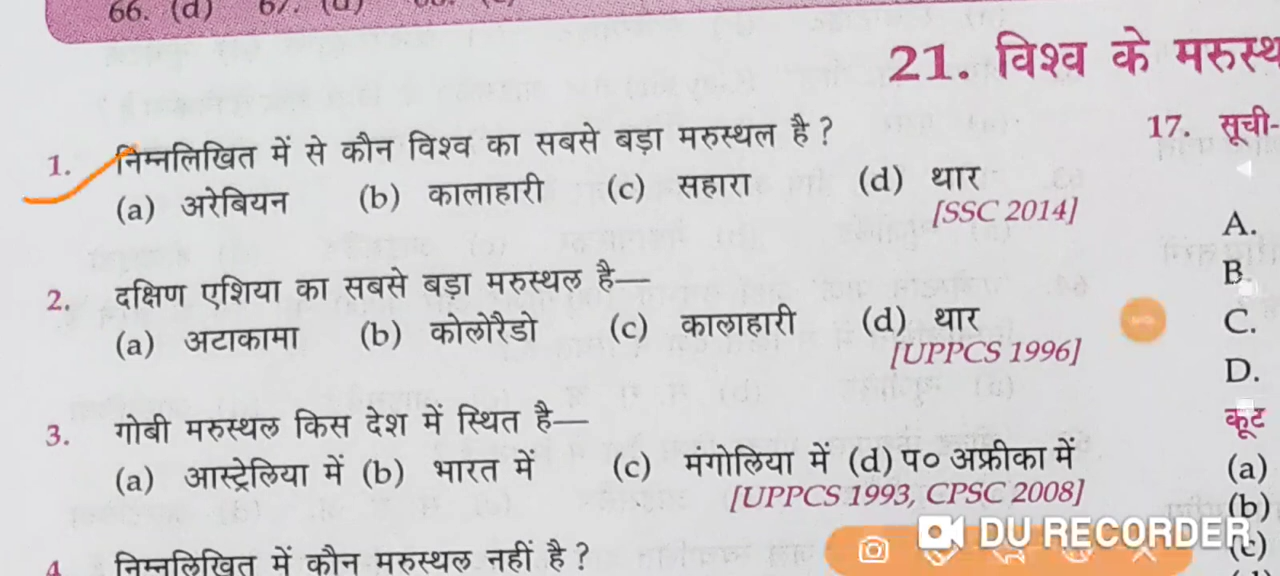 66. (d) 67. (d)
21. विश्व के मरुस्थ
1. निम्नलिखित में से कौन विश्व का सबसे बड़ा मरुस्थल है ?
(a) अरेबियन (b) कालाहारी (c) सहारा (d) थार
[SSC 2014]
2. दक्षिण एशिया का सबसे बड़ा मरुस्थल है—
(a) अटाकामा (b) कोलोरैडो (c) कालाहारी (d) थार
[UPPCS 1996]
3. गोबी मरुस्थल किस देश में स्थित है—
(a) आस्ट्रेलिया में (b) भारत में (c) मंगोलिया में (d) प० अफ्रीका में
[UPPCS 1993, CPSC 2008]
4 निम्नलिखित में कौन मरुस्थल नहीं है ?
17. सूची-
A.
B.
C.
D.
कूट
(a)
(b)
(c)
DU RECORDER